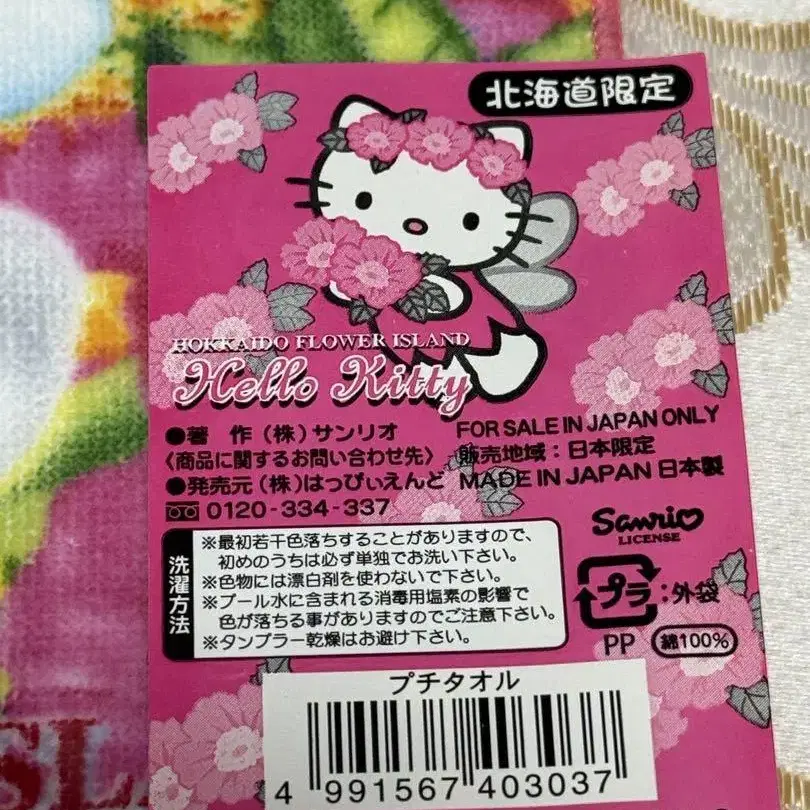 北海道限定
HOKKAIDO FLOWER ISLAND
Hello Kitty
●著 作(株)サンリオ
〈商品に関するお問い合わせ先〉
●発売元(株)はっぴぃえんど
0120-334-337
FOR SALE IN JAPAN ONLY
販売地域:日本限定
MADE IN JAPAN 日本製
洗濯方法
※最初若干色落ちすることがありますので、
初めのうちは必ず単独でお洗い下さい。
※色物には漂白剤を使わないで下さい。
※プール水に含まれる消毒用塩素の影響で
色が落ちる事がありますのでご注意下さい。
※タンブラー乾燥はお避け下さい。
Sanrio
LICENSE
プラ:外袋
PP 綿100%
プチタオル
4 991567 403037
SLA